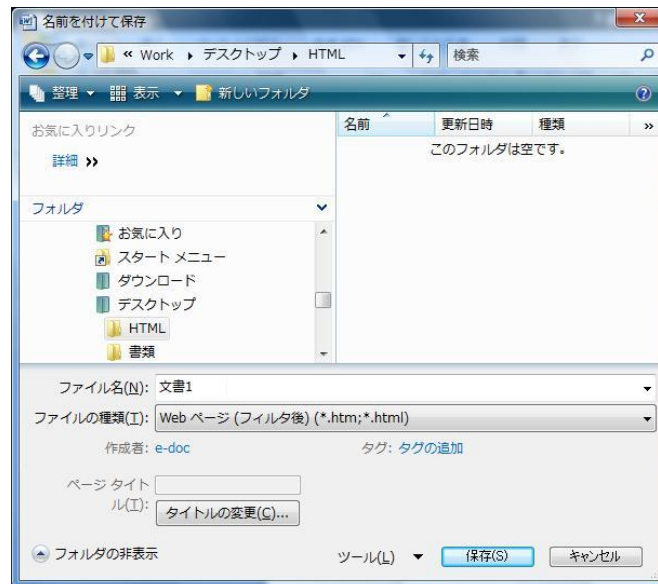 名前を付けて保存
« Work ▸ デスクトップ ▸ HTML 検索
整理 表示 新しいフォルダ
お気に入りリンク
詳細 »
フォルダ
お気に入り
スタート メニュー
ダウンロード
デスクトップ
HTML
書類
名前 更新日時 種類 »
このフォルダは空です。
ファイル名(N): 文書1
ファイルの種類(T): Web ページ (フィルタ後) (*.htm;*.html)
作成者: e-doc タグ: タグの追加
ページ タイト
ル(T): タイトルの変更(C)...
フォルダの非表示 ツール(L) 保存(S) キャンセル